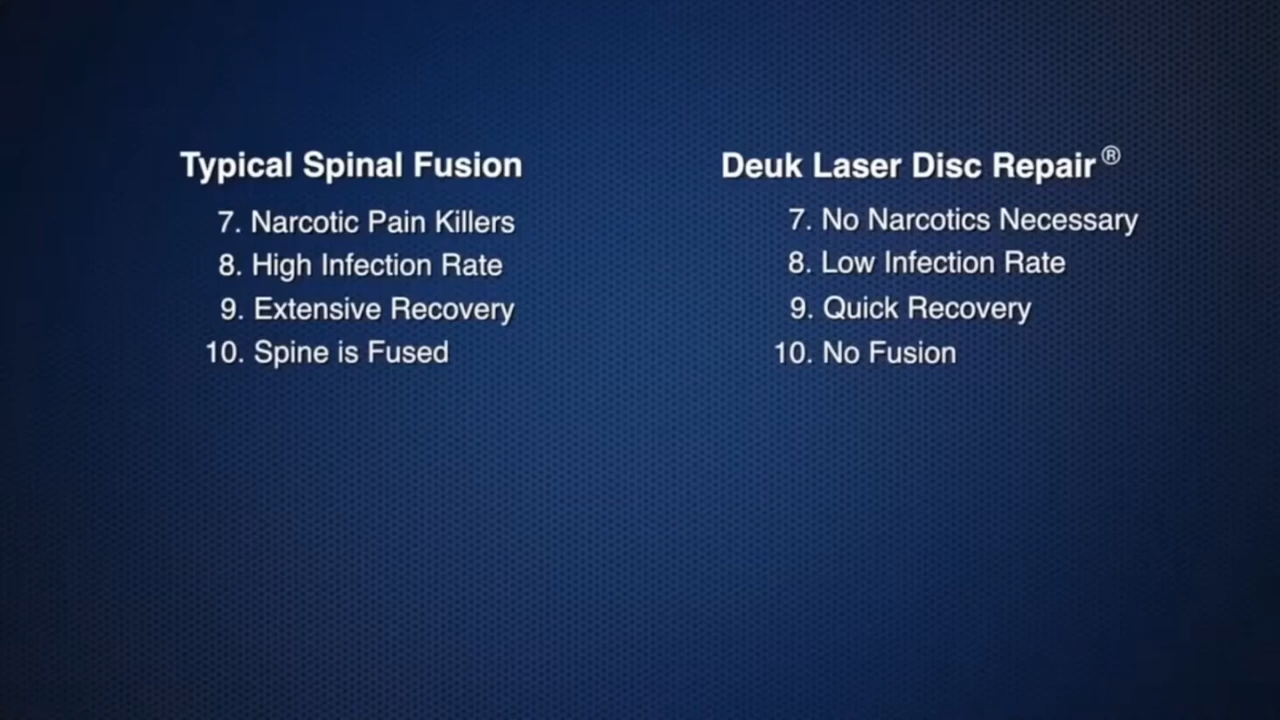 Typical Spinal Fusion
7. Narcotic Pain Killers
8. High Infection Rate
9. Extensive Recovery
10. Spine is Fused
Deuk Laser Disc Repair®
7. No Narcotics Necessary
8. Low Infection Rate
9. Quick Recovery
10. No Fusion